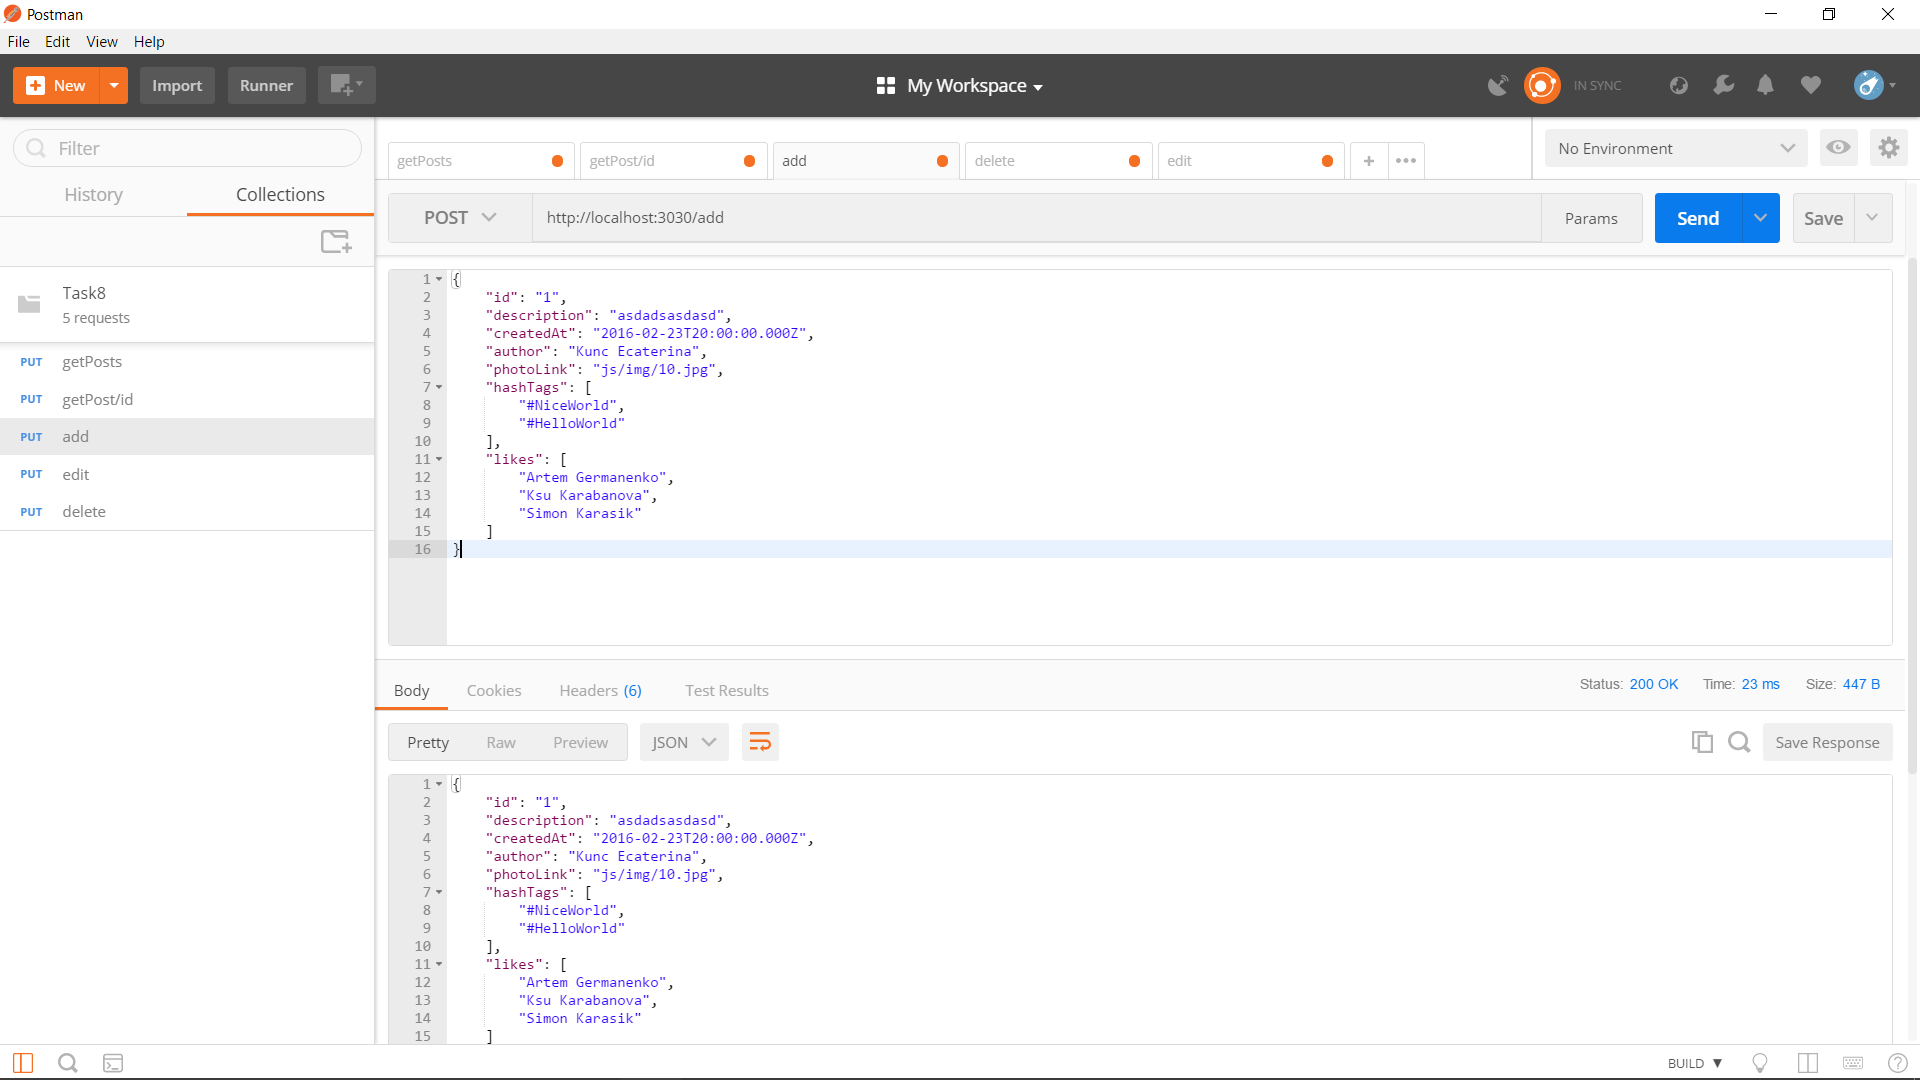 Postman
File Edit View Help
New Import Runner My Workspace IN SYNC
Filter
History Collections
Task8
5 requests
PUT getPosts
PUT getPost/id
PUT add
PUT edit
PUT delete
getPosts getPost/id add delete edit + •••
No Environment
POST http://localhost:3030/add Params Send Save
1 {
2 "id": "1",
3 "description": "asdadsasdasd",
4 "createdAt": "2016-02-23T20:00:00.000Z",
5 "author": "Kunc Ecaterina",
6 "photoLink": "js/img/10.jpg",
7 "hashTags": [
8 "#NiceWorld",
9 "#HelloWorld"
10 ],
11 "likes": [
12 "Artem Germanenko",
13 "Ksu Karabanova",
14 "Simon Karasik"
15 ]
16 }
Body Cookies Headers (6) Test Results Status: 200 OK Time: 23 ms Size: 447 B
Pretty Raw Preview JSON Save Response
1 {
2 "id": "1",
3 "description": "asdadsasdasd",
4 "createdAt": "2016-02-23T20:00:00.000Z",
5 "author": "Kunc Ecaterina",
6 "photoLink": "js/img/10.jpg",
7 "hashTags": [
8 "#NiceWorld",
9 "#HelloWorld"
10 ],
11 "likes": [
12 "Artem Germanenko",
13 "Ksu Karabanova",
14 "Simon Karasik"
15 ]
BUILD ▼